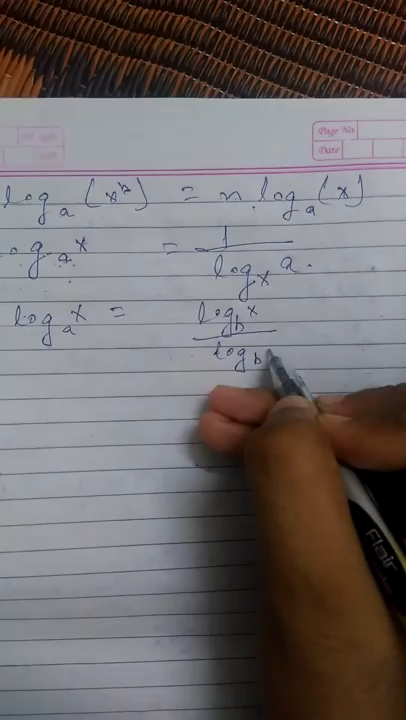 Page No.
Date
log_a (x^n) = n. log_a (x)
log_a x = 1 / log_x a.
log_a x = log_b x / log_b
Flair